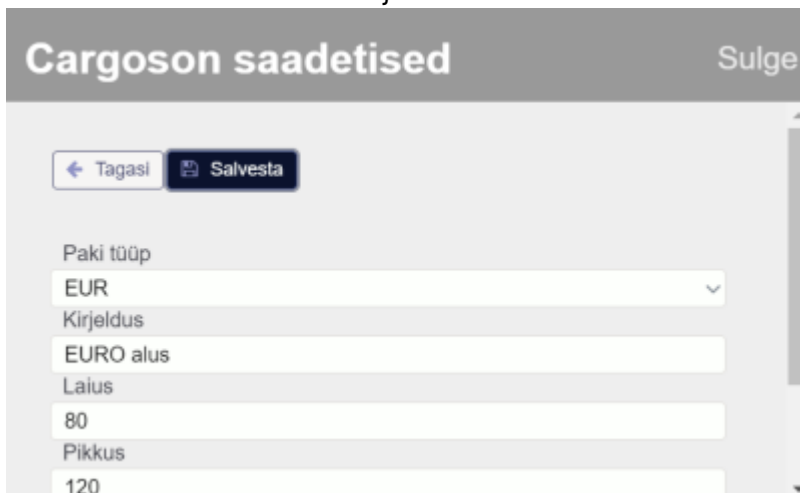 Cargoson saadetised
Sulge
Tagasi
Salvesta
Paki tüüp
EUR
Kirjeldus
EURO alus
Laius
80
Pikkus
120